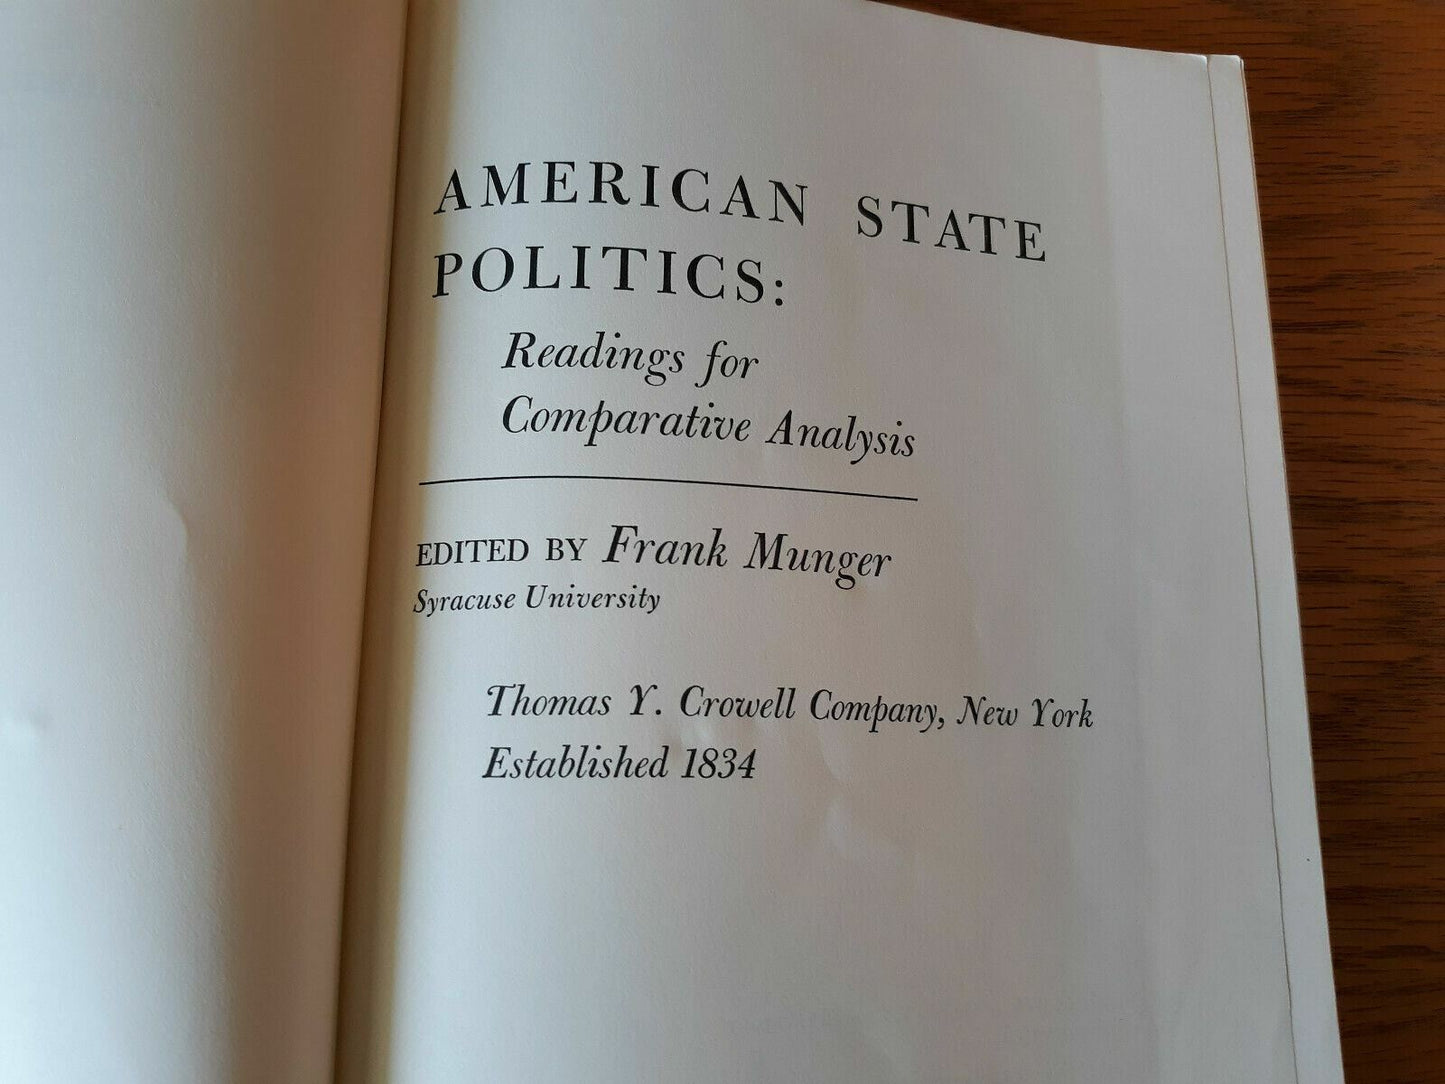 AMERICAN STATE
POLITICS:
Readings for
Comparative Analysis
EDITED BY Frank Munger
Syracuse University
Thomas Y. Crowell Company, New York
Established 1834